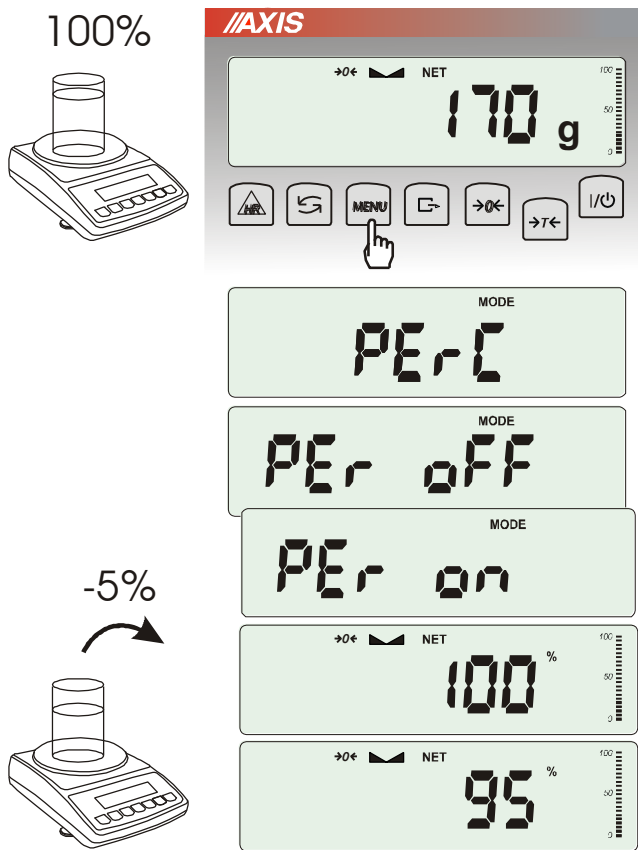 100%
//AXIS
→0← NET
170 g
100
50
0
HR MENU →0← →T← I/⏻
MODE
PErC
MODE
PEr oFF
MODE
PEr on
-5%
→0← NET
100 %
100
50
0
→0← NET
95 %
100
50
0